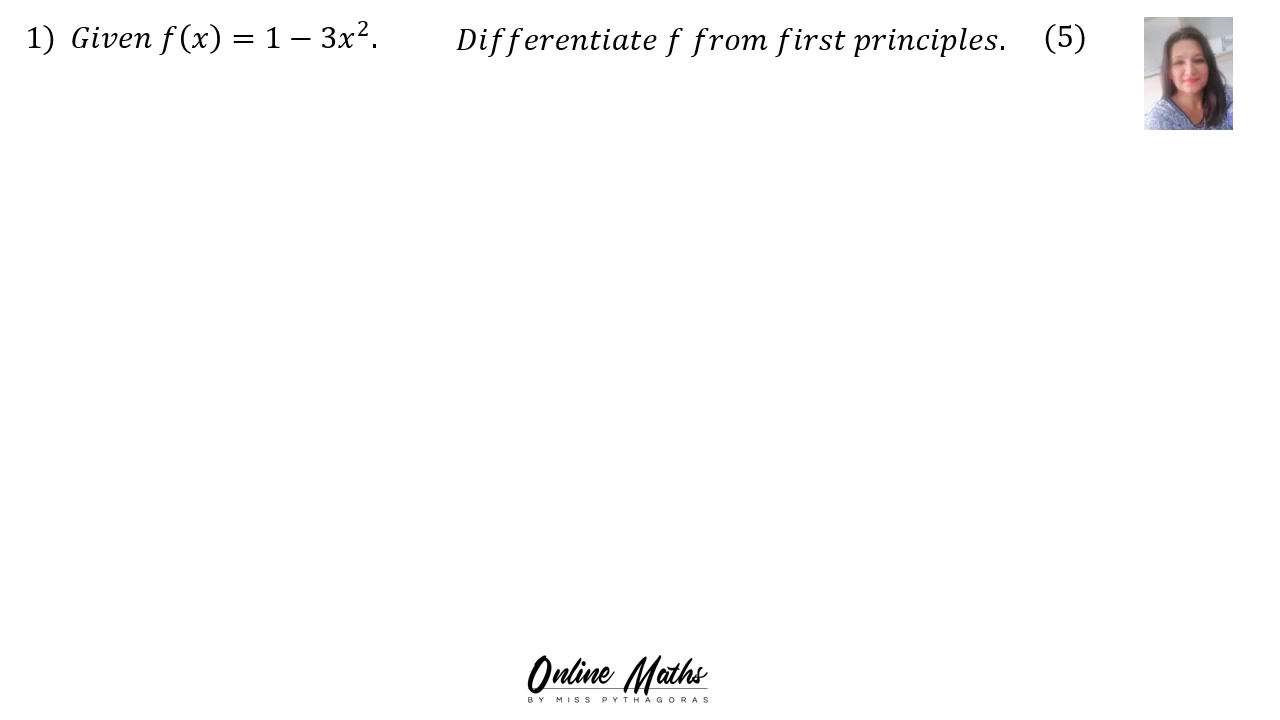 1) Given f(x) = 1 − 3x². Differentiate f from first principles. (5)
Online Maths
BY MISS PYTHAGORAS